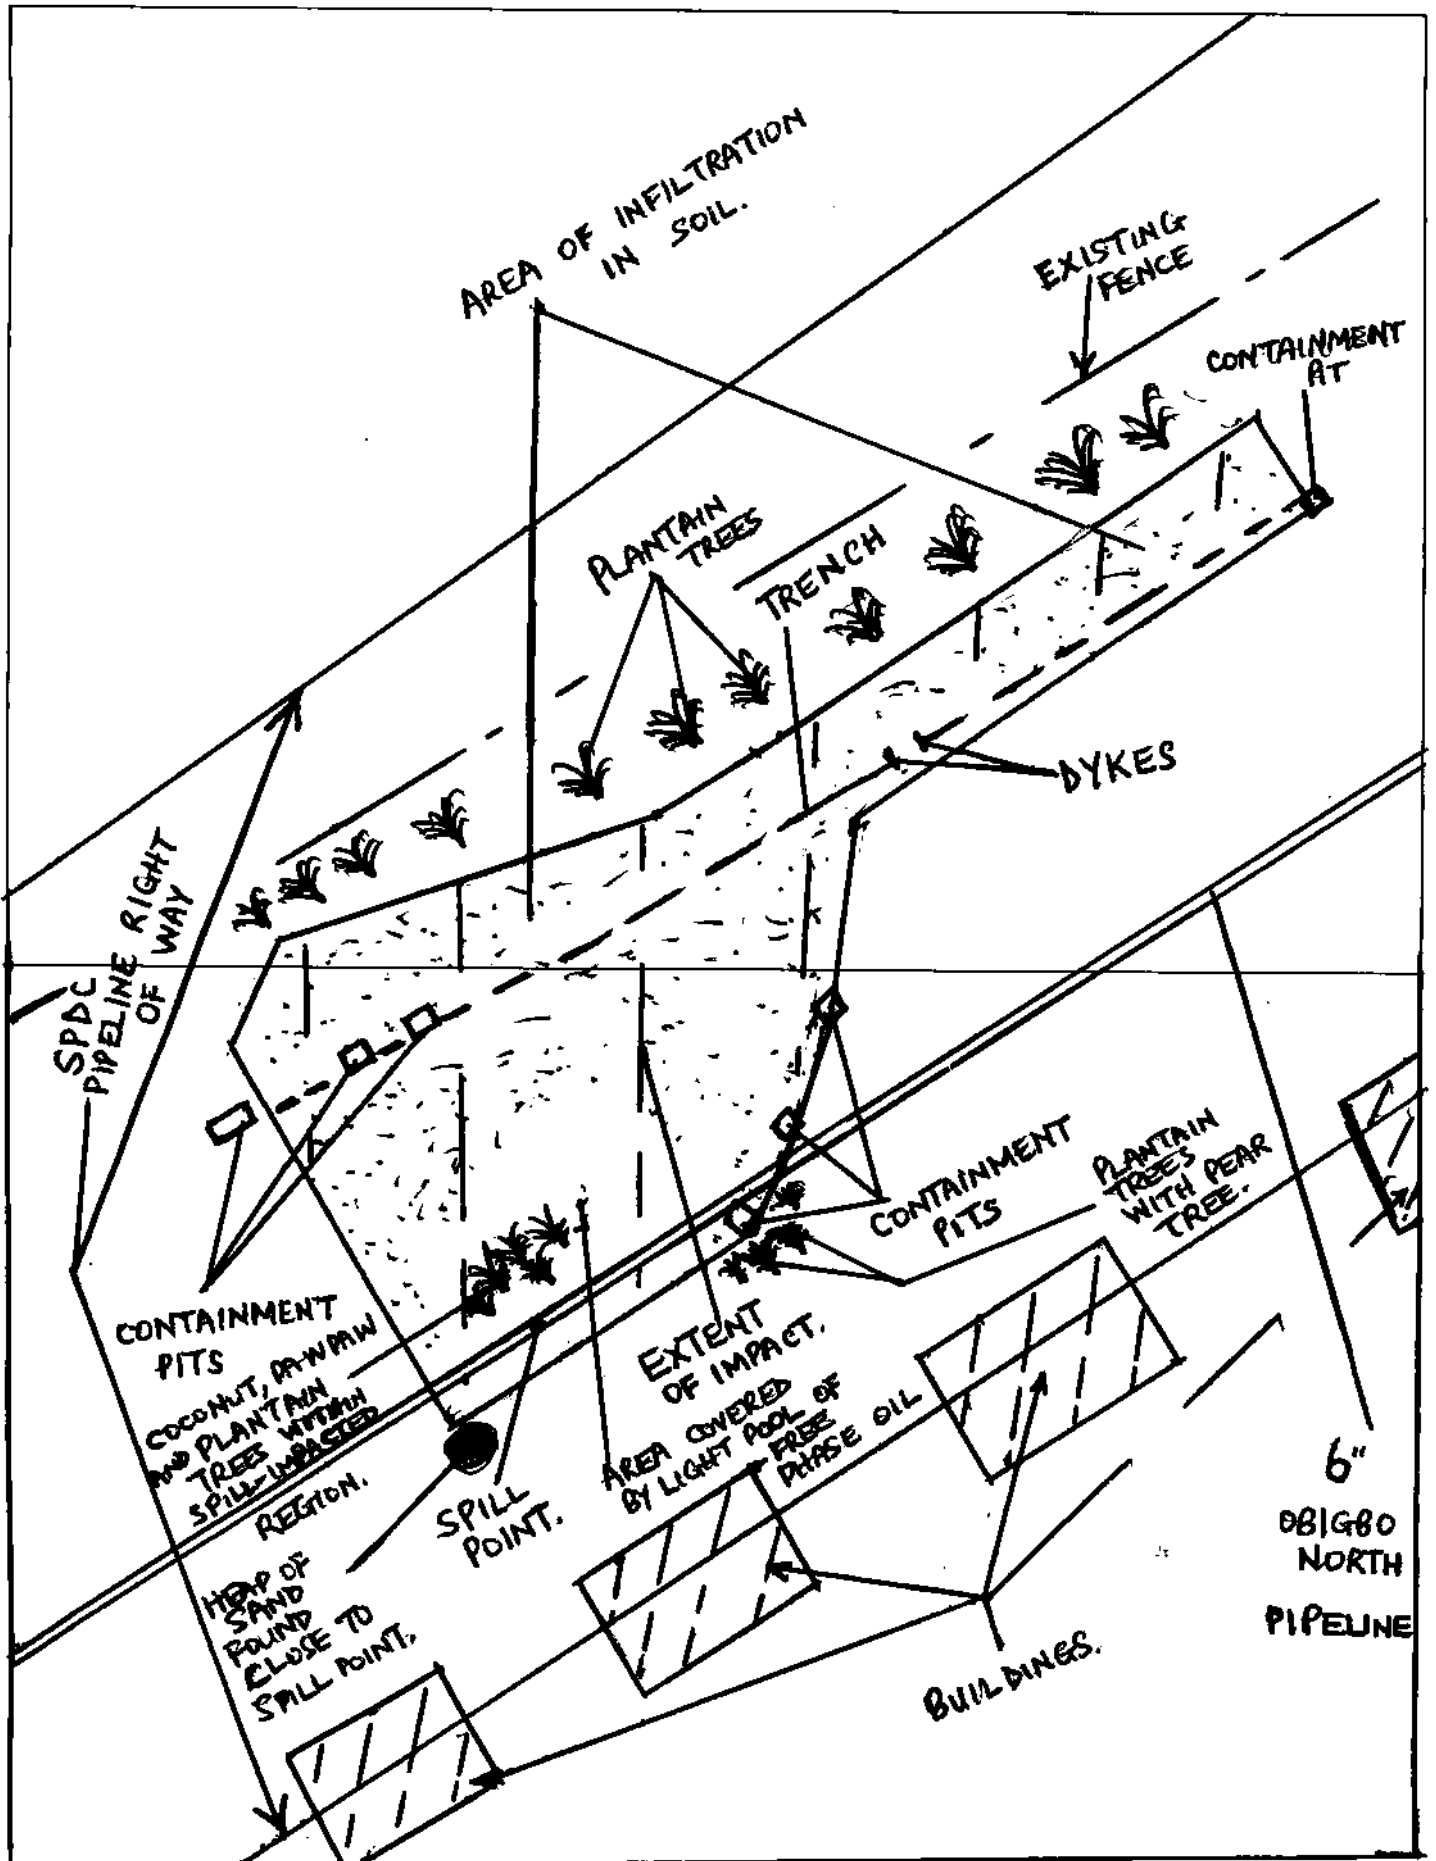 AREA OF INFILTRATION
IN SOIL.
EXISTING
FENCE
CONTAINMENT
AT
PLANTAIN
TREES
TRENCH
DYKES
SPDC
PIPELINE RIGHT
OF WAY
CONTAINMENT
PITS
PLANTAIN
TREES
WITH PEAR
TREE.
CONTAINMENT
PITS
COCONUT, PAWPAW
AND PLANTAIN
TREES WITHIN
SPILL-IMPASTED
REGION.
EXTENT
OF IMPACT.
AREA COVERED
BY LIGHT POOL OF
FREE
PHASE OIL
SPILL
POINT.
HEAP OF
SAND
FOUND
CLOSE TO
SPILL POINT.
BUILDINGS.
6"
OBIGBO
NORTH
PIPELINE